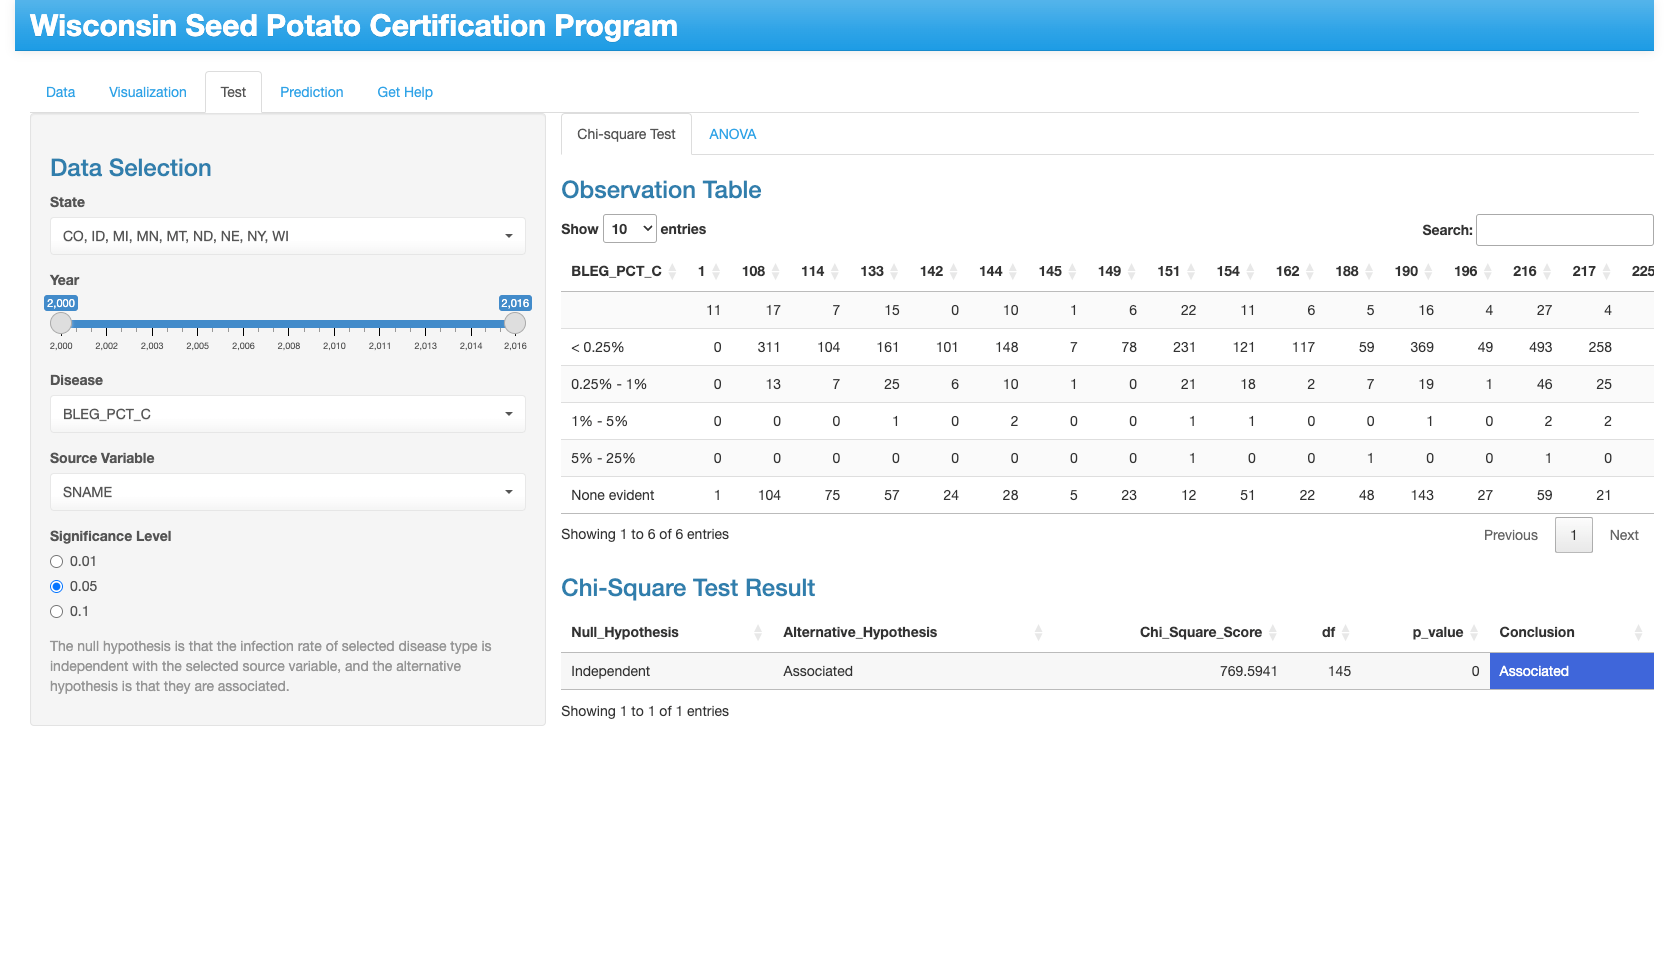 Wisconsin Seed Potato Certification Program
Data Visualization Test Prediction Get Help
Data Selection
State
CO, ID, MI, MN, MT, ND, NE, NY, WI
Year
2,000 2,016
2,000 2,002 2,003 2,005 2,006 2,008 2,010 2,011 2,013 2,014 2,016
Disease
BLEG_PCT_C
Source Variable
SNAME
Significance Level
0.01
0.05
0.1
The null hypothesis is that the infection rate of selected disease type is
independent with the selected source variable, and the alternative
hypothesis is that they are associated.
Chi-square Test ANOVA
Observation Table
Show 10 entries Search:
BLEG_PCT_C 1 108 114 133 142 144 145 149 151 154 162 188 190 196 216 217 225
11 17 7 15 0 10 1 6 22 11 6 5 16 4 27 4
< 0.25% 0 311 104 161 101 148 7 78 231 121 117 59 369 49 493 258
0.25% - 1% 0 13 7 25 6 10 1 0 21 18 2 7 19 1 46 25
1% - 5% 0 0 0 1 0 2 0 0 1 1 0 0 1 0 2 2
5% - 25% 0 0 0 0 0 0 0 0 1 0 0 1 0 0 1 0
None evident 1 104 75 57 24 28 5 23 12 51 22 48 143 27 59 21
Showing 1 to 6 of 6 entries Previous 1 Next
Chi-Square Test Result
Null_Hypothesis Alternative_Hypothesis Chi_Square_Score df p_value Conclusion
Independent Associated 769.5941 145 0 Associated
Showing 1 to 1 of 1 entries